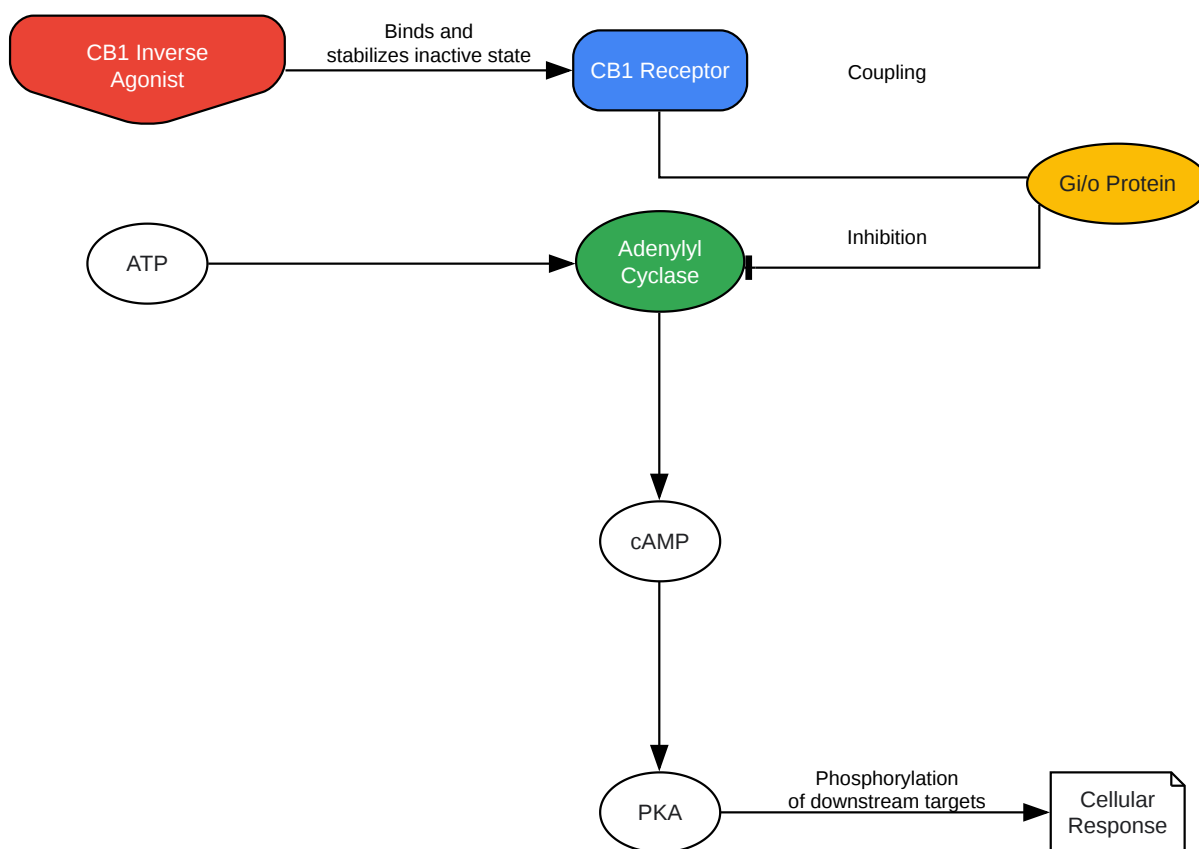 CB1 Inverse
Agonist
Binds and
stabilizes inactive state
CB1 Receptor
Coupling
Gi/o Protein
ATP
Adenylyl
Cyclase
Inhibition
cAMP
PKA
Phosphorylation
of downstream targets
Cellular
Response